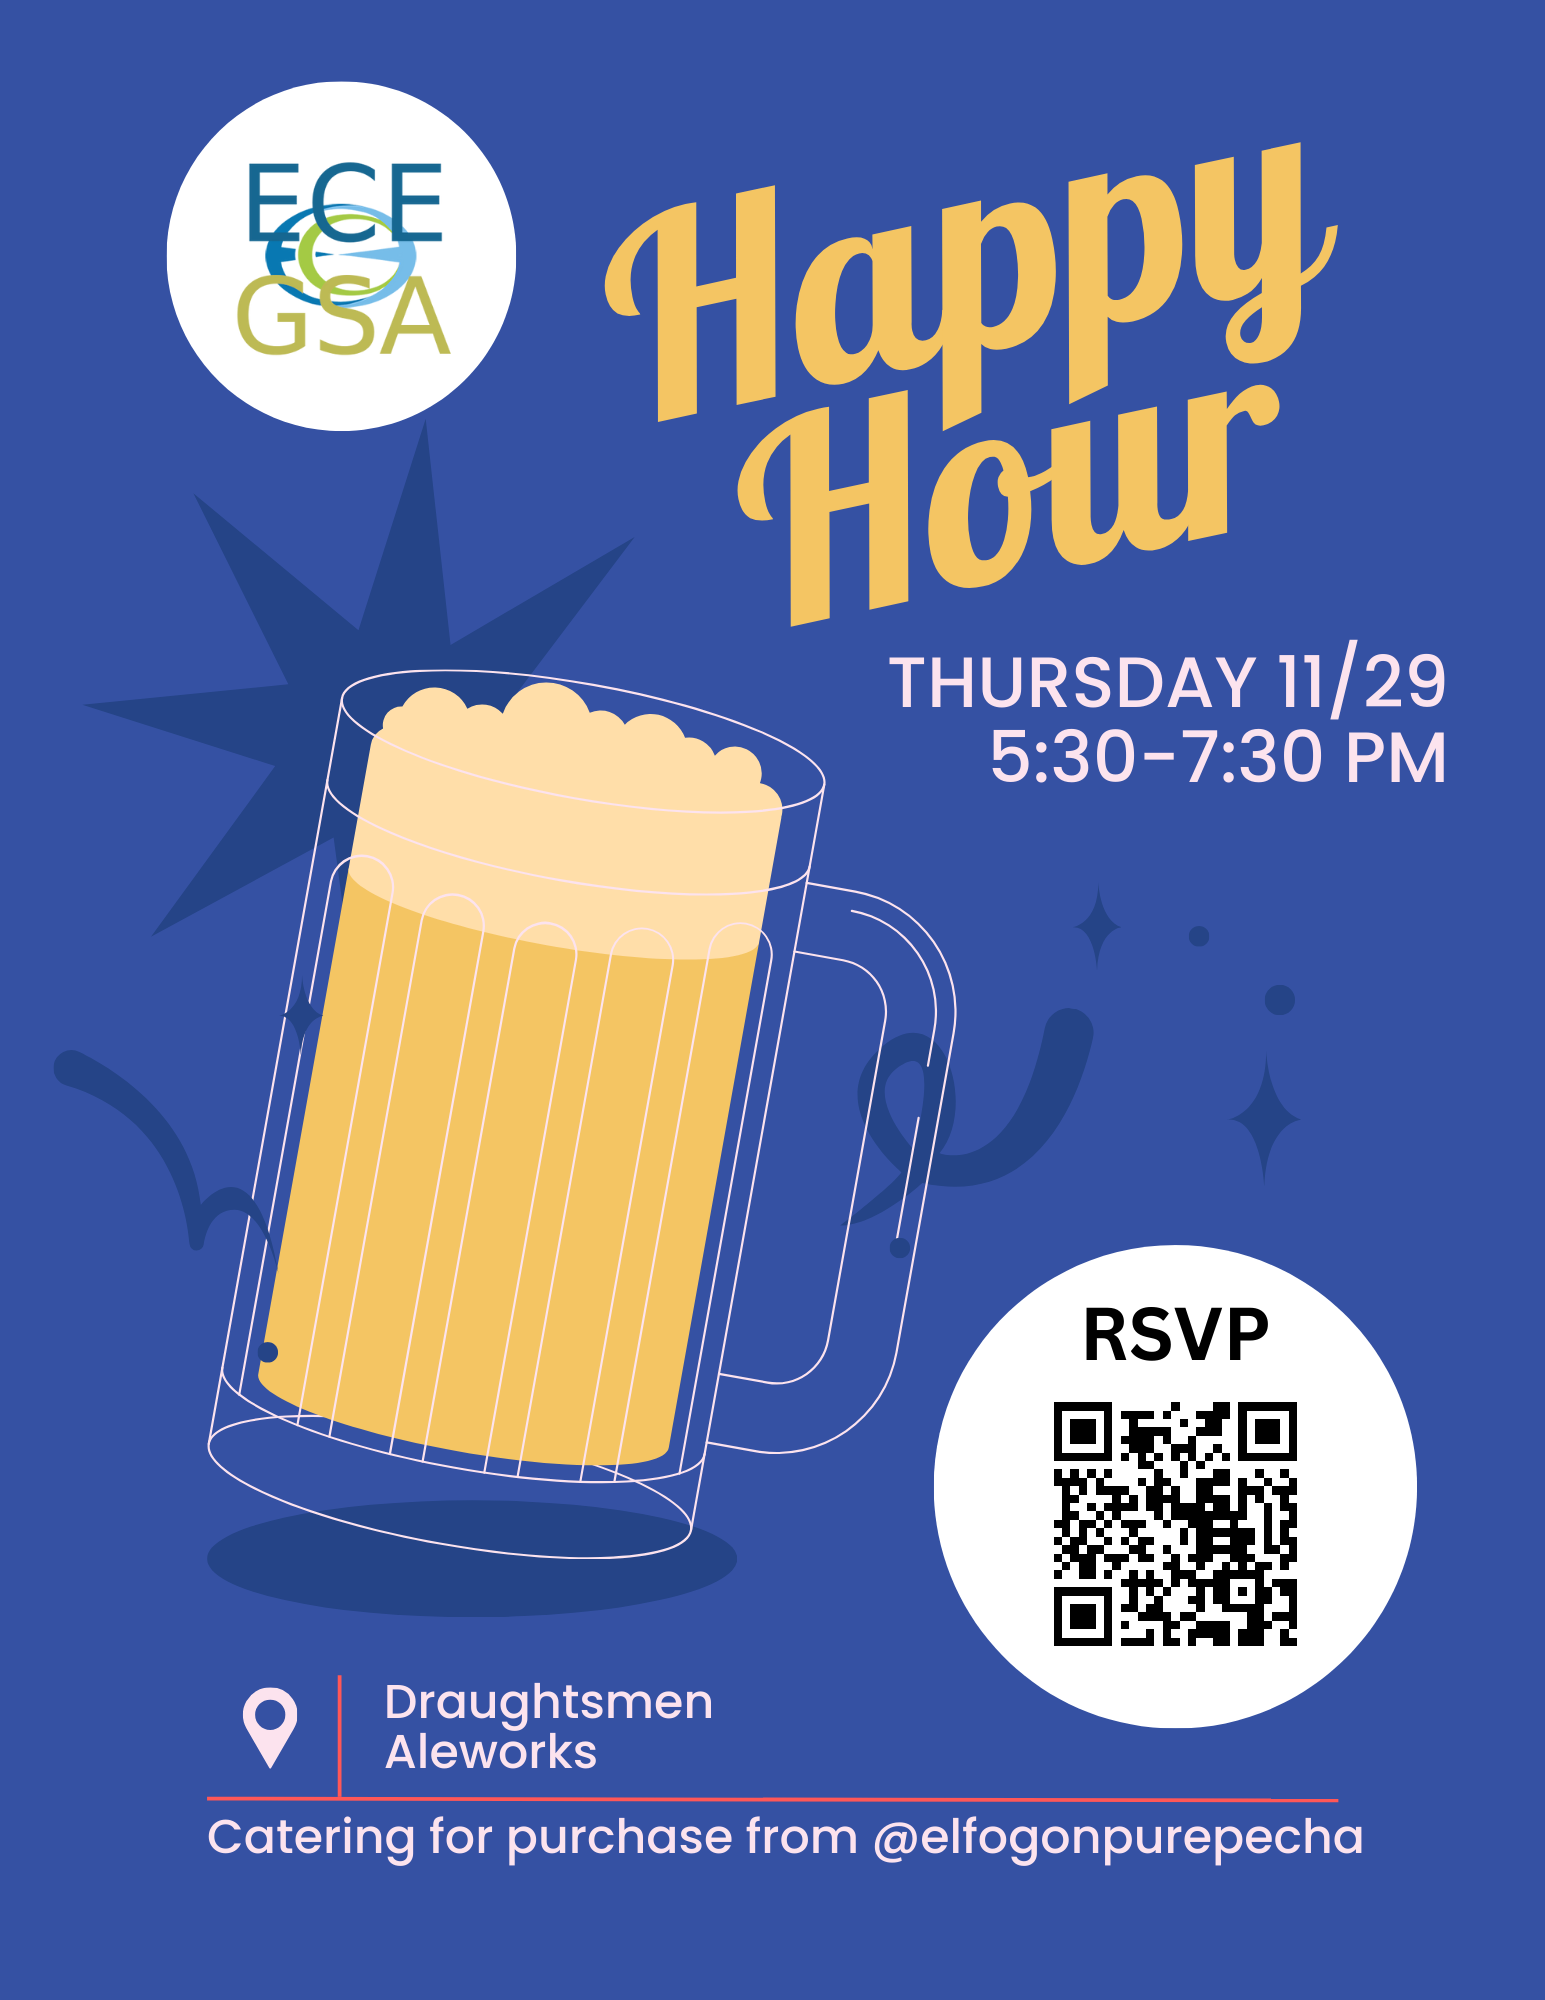 ECE
GSA
Happy
Hour
THURSDAY 11/29
5:30-7:30 PM
RSVP
Draughtsmen
Aleworks
Catering for purchase from @elfogonpurepecha